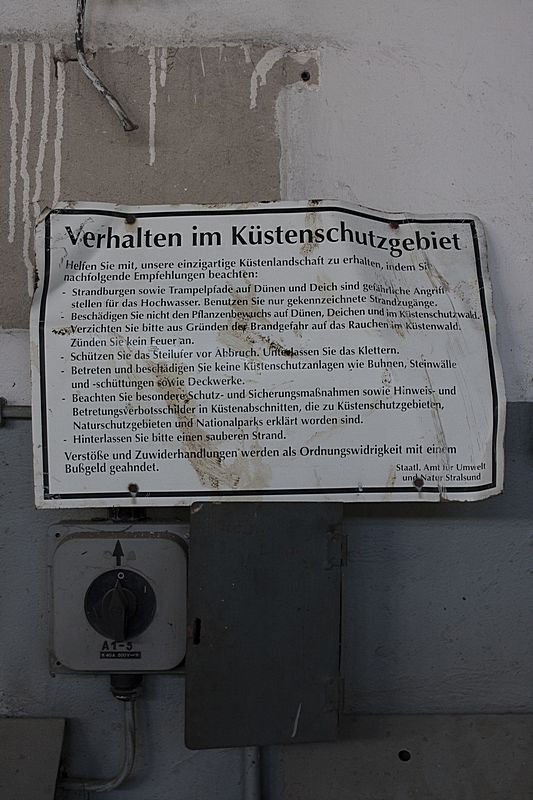 Verhalten im Küstenschutzgebiet
Helfen Sie mit, unsere einzigartige Küstenlandschaft zu erhalten, indem Sie
nachfolgende Empfehlungen beachten:
- Strandburgen sowie Trampelpfade auf Dünen und Deich sind gefährliche Angriff
stellen für das Hochwasser. Benutzen Sie nur gekennzeichnete Strandzugänge.
- Beschädigen Sie nicht den Pflanzenbewuchs auf Dünen, Deichen und im Küstenschutzwald.
- Verzichten Sie bitte aus Gründen der Brandgefahr auf das Rauchen im Küstenwald.
Zünden Sie kein Feuer an.
- Schützen Sie das Steilufer vor Abbruch. Unterlassen Sie das Klettern.
- Betreten und beschädigen Sie keine Küstenschutzanlagen wie Buhnen, Steinwälle
und -schüttungen sowie Deckwerke.
- Beachten Sie besondere Schutz- und Sicherungsmaßnahmen sowie Hinweis- und
Betretungsverbotsschilder in Küstenabschnitten, die zu Küstenschutzgebieten,
Naturschutzgebieten und Nationalparks erklärt worden sind.
- Hinterlassen Sie bitte einen sauberen Strand.
Verstöße und Zuwiderhandlungen werden als Ordnungswidrigkeit mit einem
Bußgeld geahndet.
Staatl. Amt für Umwelt
und Natur Stralsund
0
A1-5